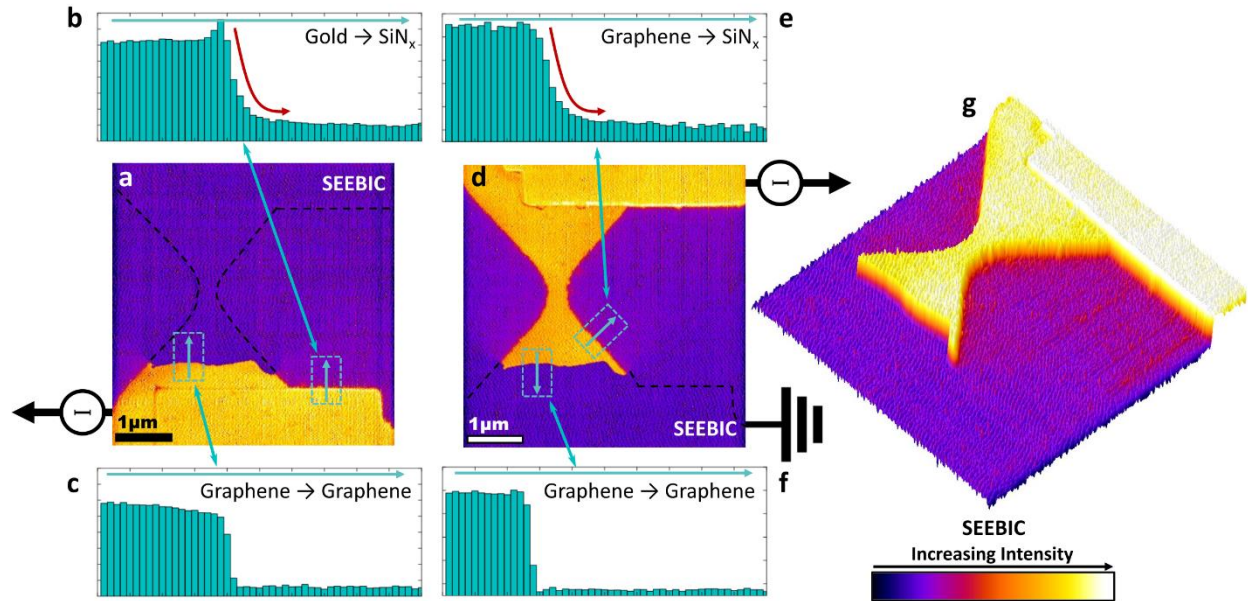 b
Gold → SiNₓ
Graphene → SiNₓ
e
a
SEEBIC
I
1µm
d
I
SEEBIC
1µm
g
c
Graphene → Graphene
Graphene → Graphene
f
SEEBIC
Increasing Intensity